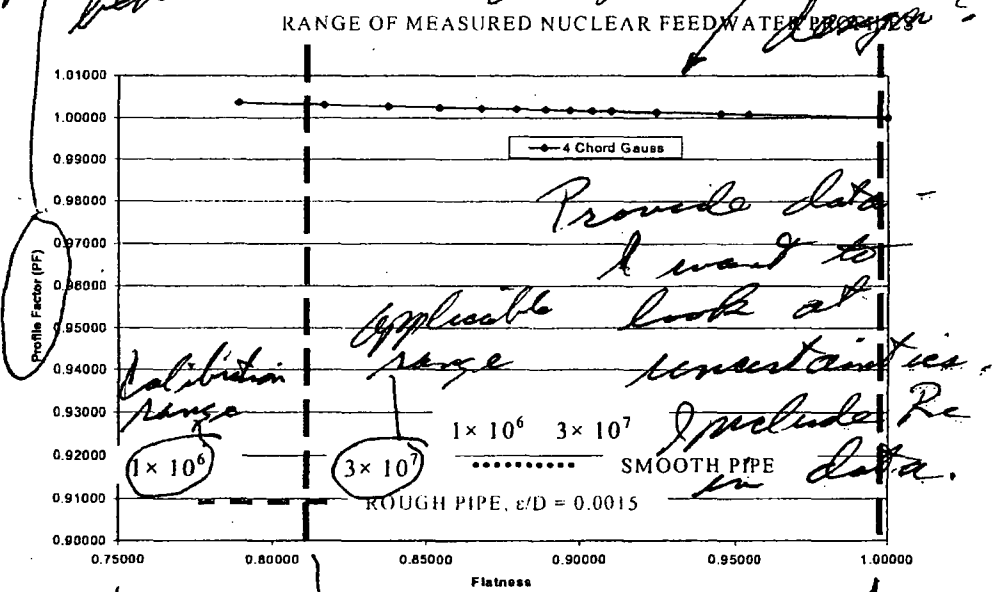 RANGE OF MEASURED NUCLEAR FEEDWATER
design?
1.01000
1.00000
4 Chord Gauss
0.99000
0.98000
Provide data -
0.97000
I want to
Profile Factor (PF)
0.96000
applicable look at
0.95000
range uncertainties.
0.94000
Calibration
range
0.93000
Include Re
1 × 10⁶ 3 × 10⁷
0.92000
1 × 10⁶ 3 × 10⁷ SMOOTH PIPE in data.
0.91000
ROUGH PIPE, ε/D = 0.0015
0.90000
0.75000 0.80000 0.85000 0.90000 0.95000 1.00000
Flatness